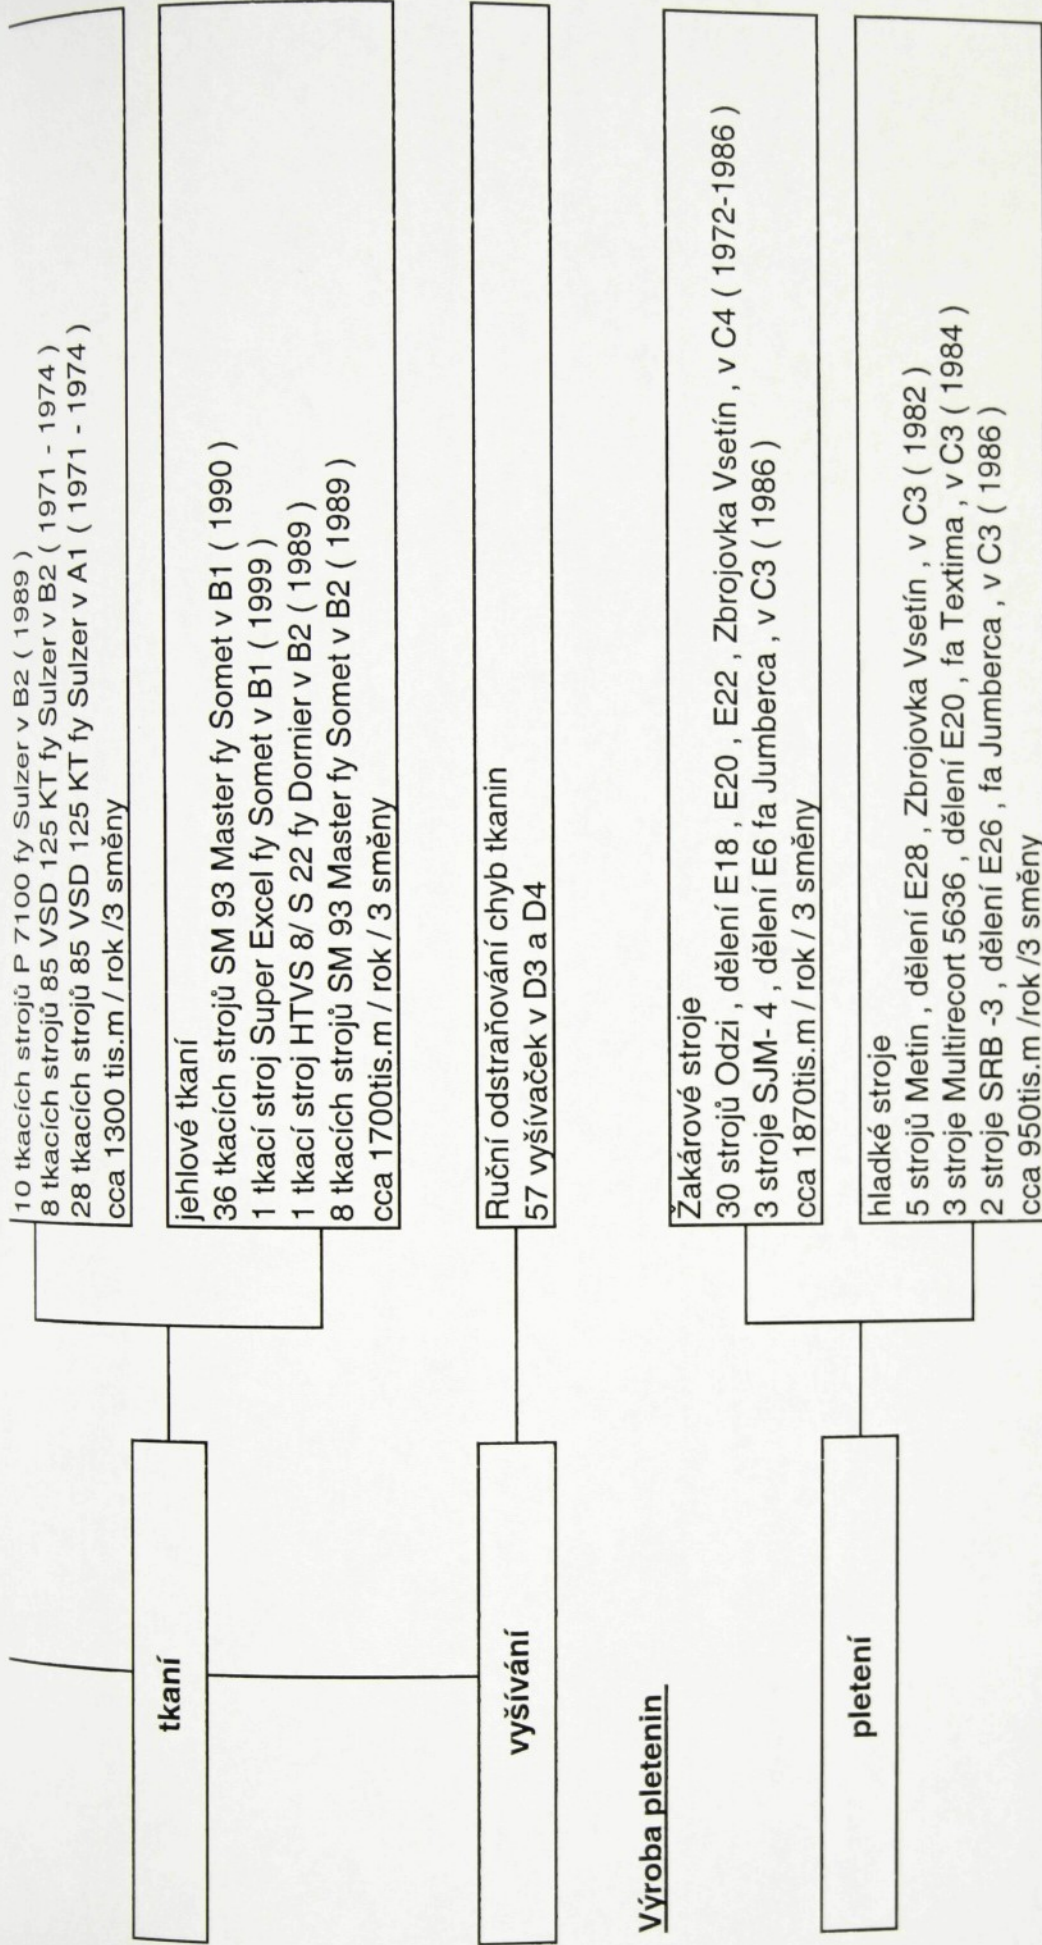 10 tkacích strojů P 7100 fy Sulzer v B2 ( 1989 )
8 tkacích strojů 85 VSD 125 KT fy Sulzer v B2 ( 1971 - 1974 )
28 tkacích strojů 85 VSD 125 KT fy Sulzer v A1 ( 1971 - 1974 )
cca 1300 tis.m / rok /3 směny
tkaní
jehlové tkaní
36 tkacích strojů SM 93 Master fy Somet v B1 ( 1990 )
1 tkací stroj Super Excel fy Somet v B1 ( 1999 )
1 tkací stroj HTVS 8/ S 22 fy Dornier v B2 ( 1989 )
8 tkacích strojů SM 93 Master fy Somet v B2 ( 1989 )
cca 1700tis.m / rok / 3 směny
vyšívání
Ruční odstraňování chyb tkanin
57 vyšívaček v D3 a D4
Výroba pletenin
pletení
Žakárové stroje
30 strojů Odzi , dělení E18 , E20 , E22 , Zbrojovka Vsetín , v C4 ( 1972-1986 )
3 stroje SJM- 4 , dělení E6 fa Jumberca , v C3 ( 1986 )
cca 1870tis.m / rok / 3 směny
hladké stroje
5 strojů Metin , dělení E28 , Zbrojovka Vsetín , v C3 ( 1982 )
3 stroje Multirecort 5636 , dělení E20 , fa Textima , v C3 ( 1984 )
2 stroje SRB -3 , dělení E26 , fa Jumberca , v C3 ( 1986 )
cca 950tis.m /rok /3 směny